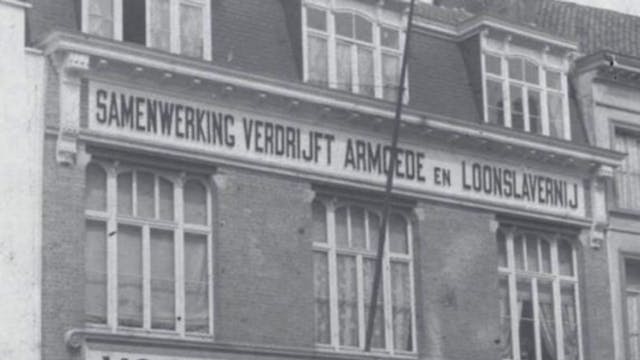 SAMENWERKING VERDRIJFT ARMOEDE EN LOONSLAVERNIJ